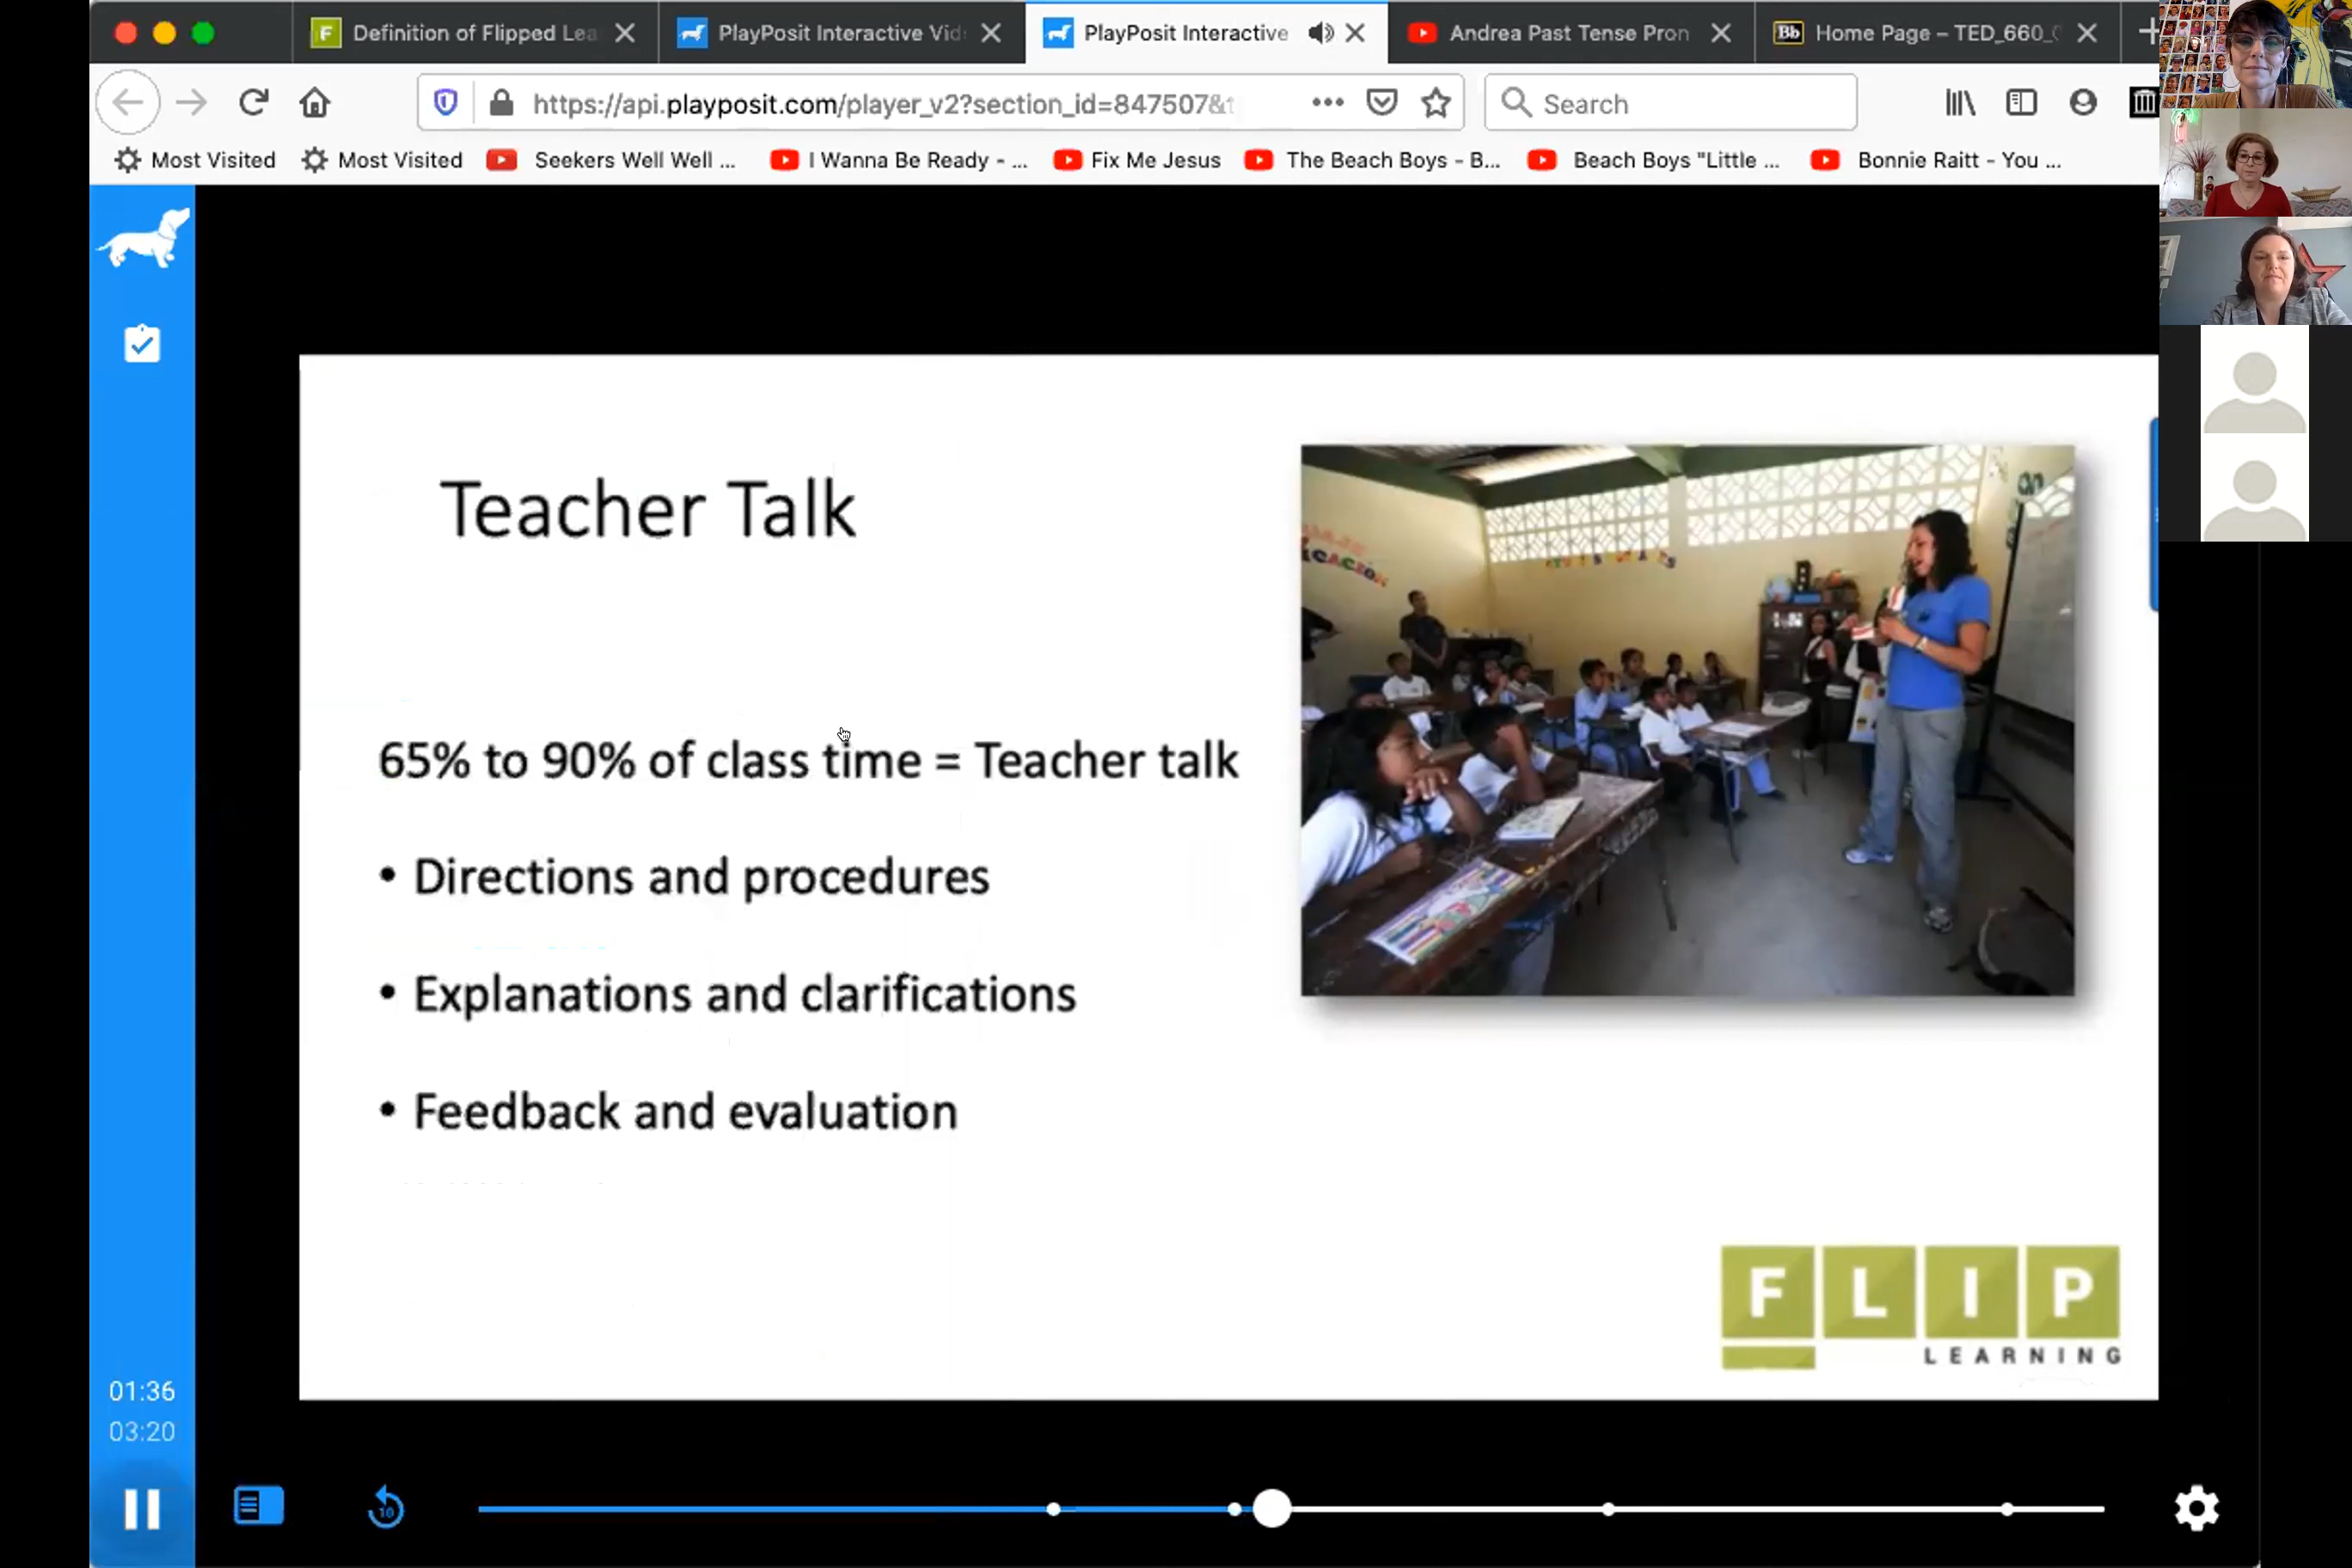 Definition of Flipped Lea
PlayPosit Interactive Vid
PlayPosit Interactive
Andrea Past Tense Pron
Bb Home Page – TED_660_
https://api.playposit.com/player_v2?section_id=847507&t
Search
Most Visited
Most Visited
Seekers Well Well ...
I Wanna Be Ready - ...
Fix Me Jesus
The Beach Boys - B...
Beach Boys "Little ...
Bonnie Raitt - You ...
Teacher Talk
65% to 90% of class time = Teacher talk
• Directions and procedures
• Explanations and clarifications
• Feedback and evaluation
FLIP
LEARNING
01:36
03:20
10